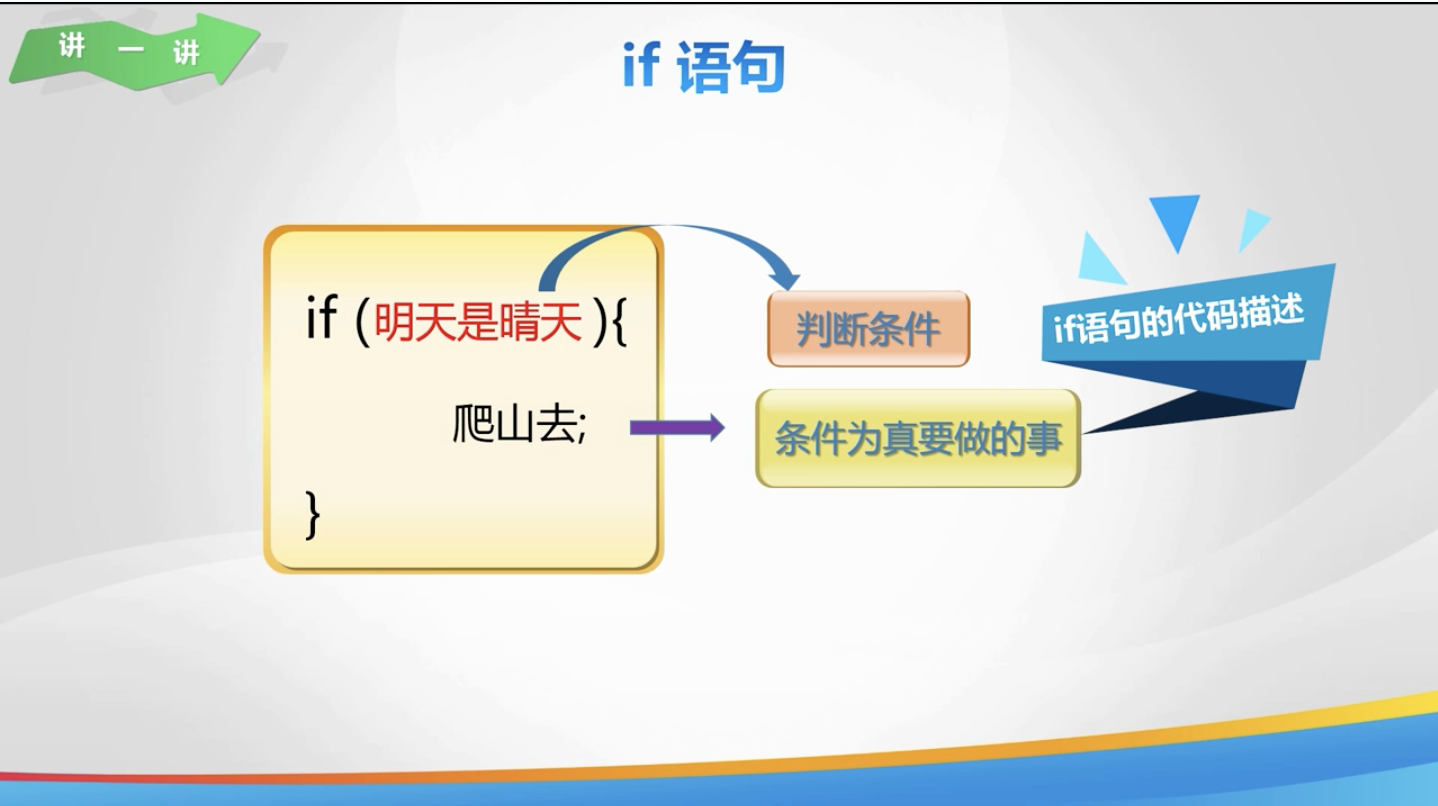 讲 一 讲
if 语句
if (明天是晴天){
爬山去;
}
判断条件
条件为真要做的事
if语句的代码描述